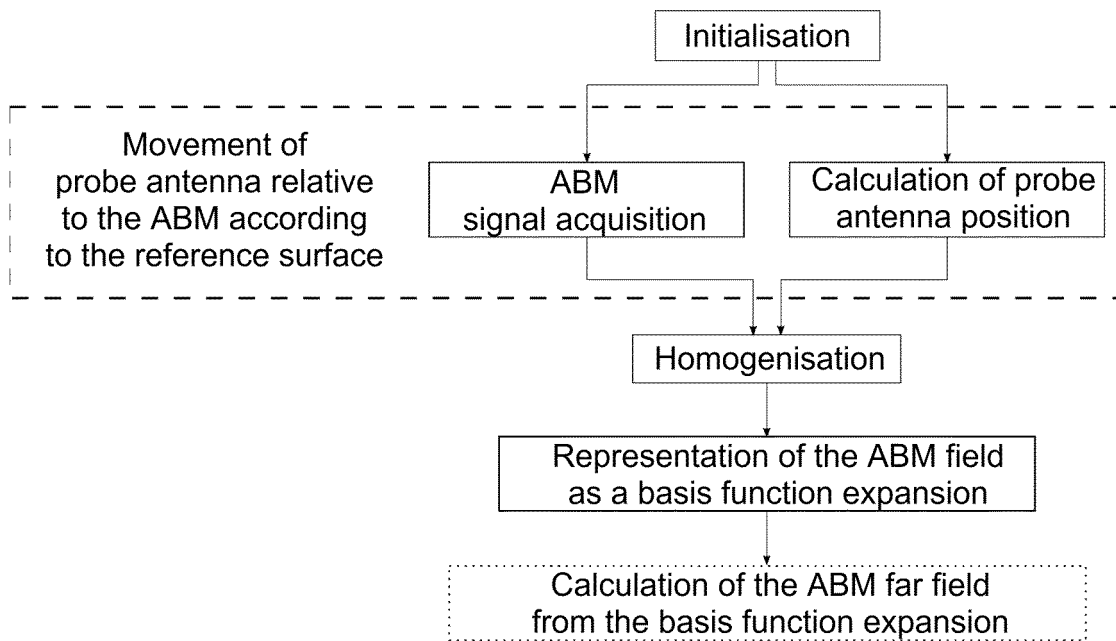 Initialisation
Movement of
probe antenna relative
to the ABM according
to the reference surface
ABM
signal acquisition
Calculation of probe
antenna position
Homogenisation
Representation of the ABM field
as a basis function expansion
Calculation of the ABM far field
from the basis function expansion